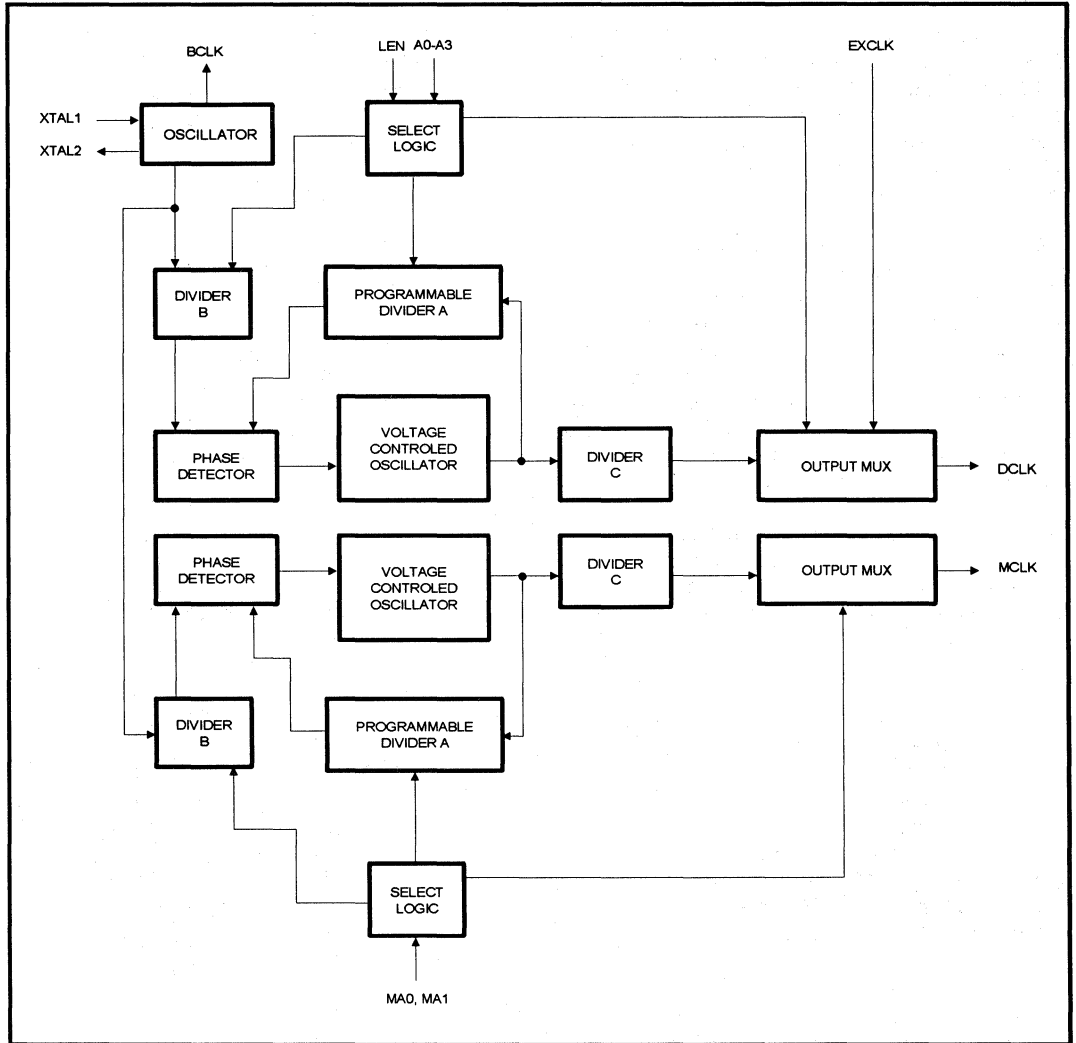 BCLK
LEN A0-A3
EXCLK
XTAL1
XTAL2
OSCILLATOR
SELECT
LOGIC
DIVIDER
B
PROGRAMMABLE
DIVIDER A
PHASE
DETECTOR
VOLTAGE
CONTROLED
OSCILLATOR
DIVIDER
C
OUTPUT MUX
DCLK
PHASE
DETECTOR
VOLTAGE
CONTROLED
OSCILLATOR
DIVIDER
C
OUTPUT MUX
MCLK
DIVIDER
B
PROGRAMMABLE
DIVIDER A
SELECT
LOGIC
MA0, MA1